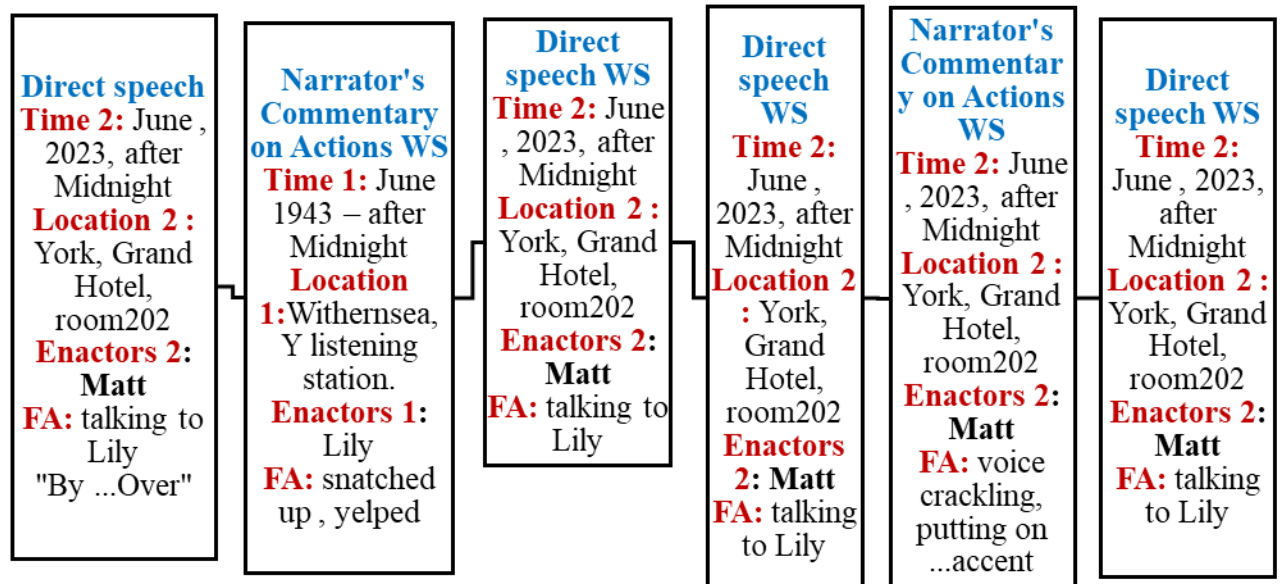 Direct speech
Time 2: June ,
2023, after
Midnight
Location 2 :
York, Grand
Hotel,
room202
Enactors 2:
Matt
FA: talking to
Lily
"By ...Over"
Narrator's
Commentary
on Actions WS
Time 1: June
1943 – after
Midnight
Location
1:Withernsea,
Y listening
station.
Enactors 1:
Lily
FA: snatched
up , yelped
Direct
speech WS
Time 2: June
, 2023, after
Midnight
Location 2 :
York, Grand
Hotel,
room202
Enactors 2:
Matt
FA: talking to
Lily
Direct
speech
WS
Time 2:
June ,
2023, after
Midnight
Location 2
: York,
Grand
Hotel,
room202
Enactors
2: Matt
FA: talking
to Lily
Narrator's
Commentar
y on Actions
WS
Time 2: June
, 2023, after
Midnight
Location 2 :
York, Grand
Hotel,
room202
Enactors 2:
Matt
FA: voice
crackling,
putting on
...accent
Direct
speech WS
Time 2:
June , 2023,
after
Midnight
Location 2 :
York, Grand
Hotel,
room202
Enactors 2:
Matt
FA: talking
to Lily